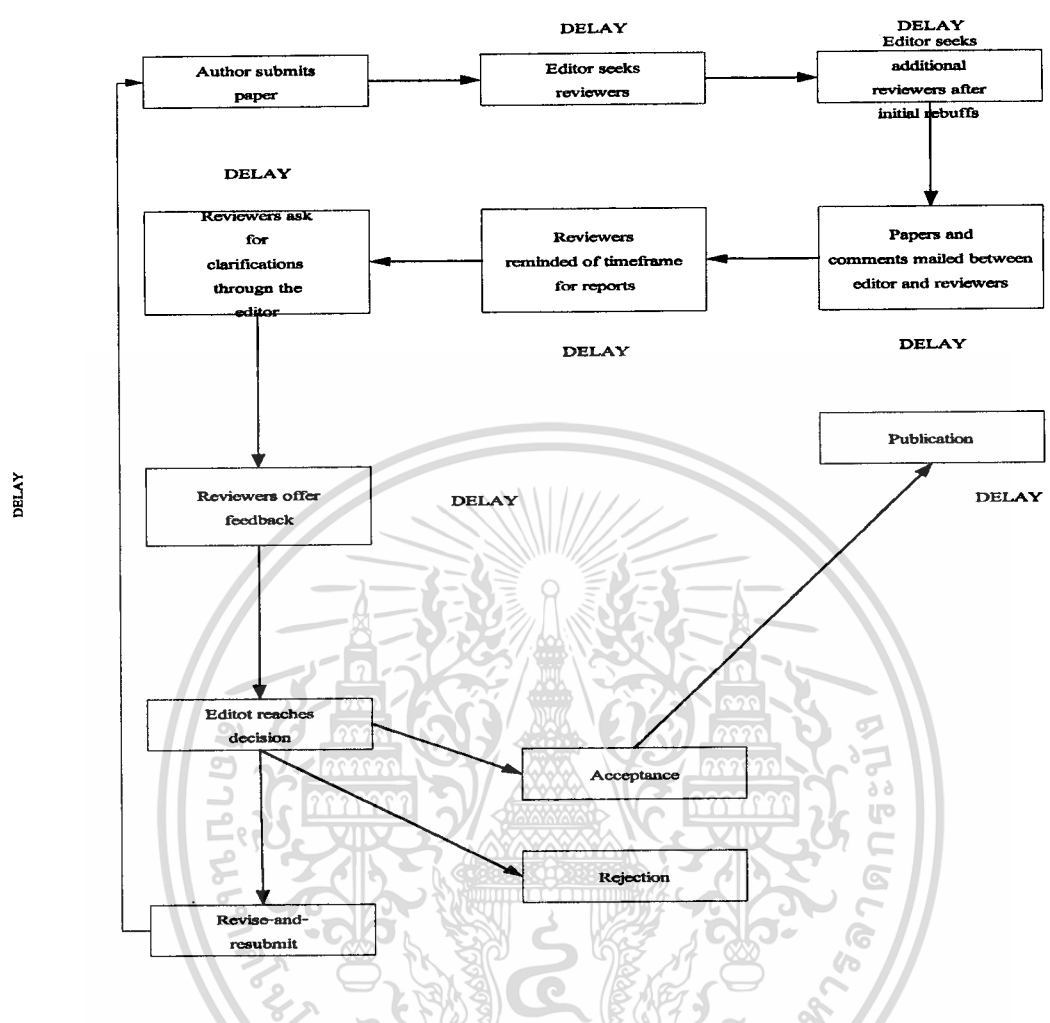 DELAY
DELAY
Author submits
paper
Editor seeks
reviewers
Editor seeks
additional
reviewers after
initial rebuffs
DELAY
Reviewers ask
for
clarifications
througn the
editor
Reviewers
reminded of timeframe
for reports
Papers and
comments mailed between
editor and reviewers
DELAY
DELAY
Publication
DELAY
Reviewers offer
feedback
DELAY
DELAY
Editot reaches
decision
Acceptance
Rejection
Revise-and-
resubmit